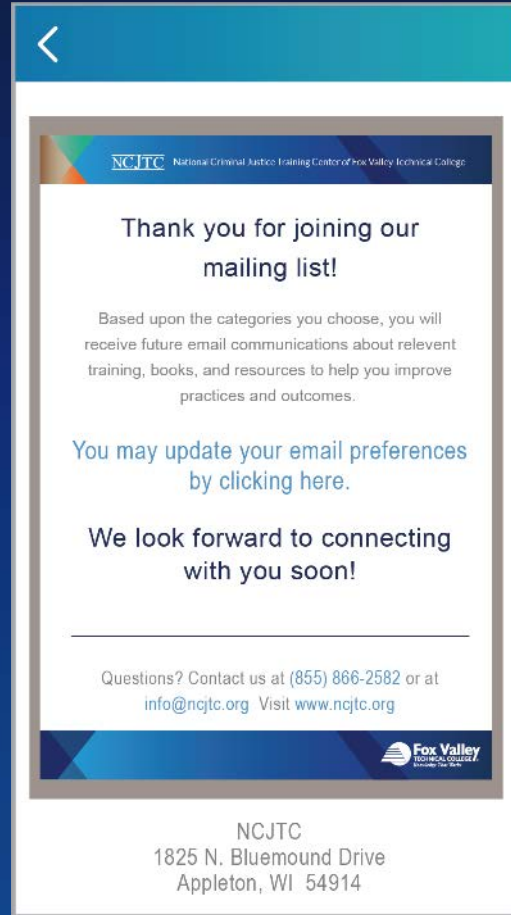 NCJTC National Criminal Justice Training Center of Fox Valley Technical College
Thank you for joining our
mailing list!
Based upon the categories you choose, you will
receive future email communications about relevent
training, books, and resources to help you improve
practices and outcomes.
You may update your email preferences
by clicking here.
We look forward to connecting
with you soon!
Questions? Contact us at (855) 866-2582 or at
info@ncjtc.org Visit www.ncjtc.org
Fox Valley
TECHNICAL COLLEGE
Knowledge That Works
NCJTC
1825 N. Bluemound Drive
Appleton, WI 54914